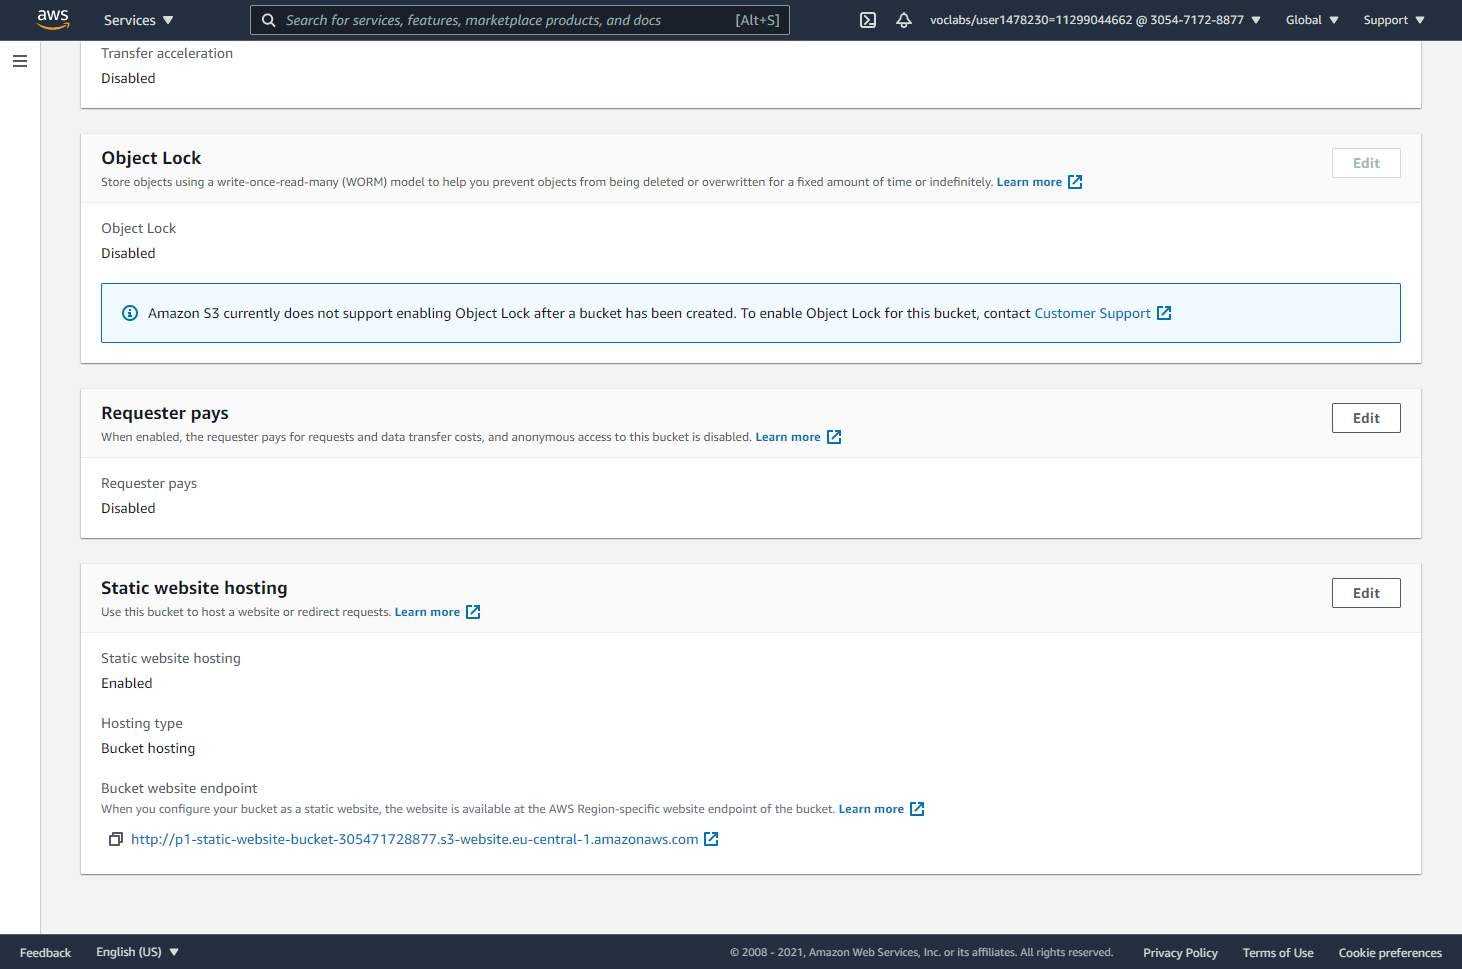 aws Services Search for services, features, marketplace products, and docs [Alt+S] voclabs/user1478230=11299044662 @ 3054-7172-8877 Global Support
Transfer acceleration
Disabled
Object Lock
Edit
Store objects using a write-once-read-many (WORM) model to help you prevent objects from being deleted or overwritten for a fixed amount of time or indefinitely. Learn more
Object Lock
Disabled
Amazon S3 currently does not support enabling Object Lock after a bucket has been created. To enable Object Lock for this bucket, contact Customer Support
Requester pays
Edit
When enabled, the requester pays for requests and data transfer costs, and anonymous access to this bucket is disabled. Learn more
Requester pays
Disabled
Static website hosting
Edit
Use this bucket to host a website or redirect requests. Learn more
Static website hosting
Enabled
Hosting type
Bucket hosting
Bucket website endpoint
When you configure your bucket as a static website, the website is available at the AWS Region-specific website endpoint of the bucket. Learn more
http://p1-static-website-bucket-305471728877.s3-website.eu-central-1.amazonaws.com
Feedback English (US) © 2008 - 2021, Amazon Web Services, Inc. or its affiliates. All rights reserved. Privacy Policy Terms of Use Cookie preferences